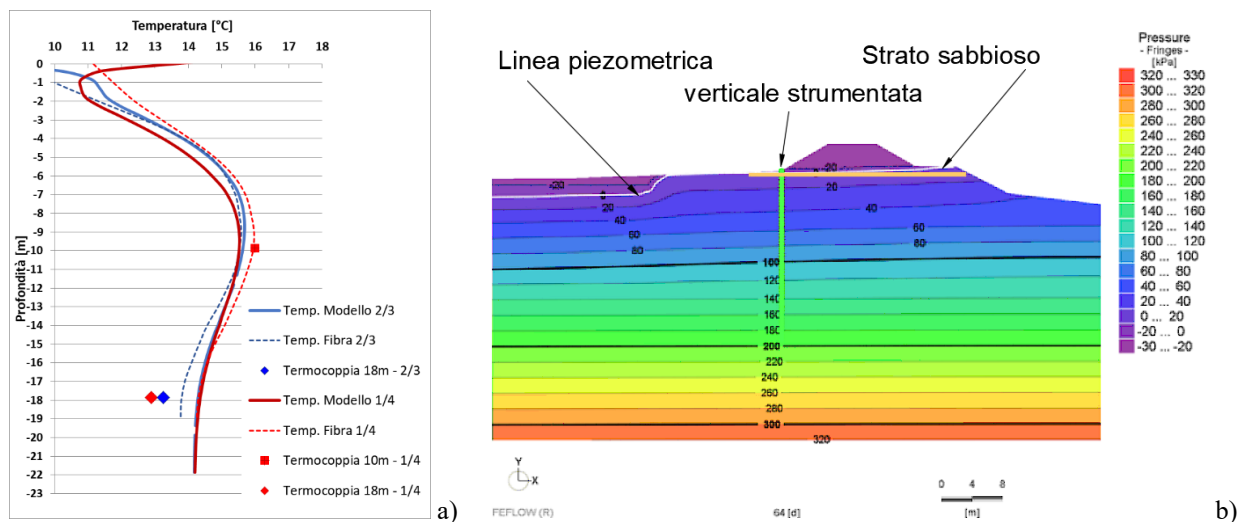 Temperatura [°C]
10 11 12 13 14 15 16 17 18
Profondità [m]
0
-1
-2
-3
-4
-5
-6
-7
-8
-9
-10
-11
-12
-13
-14
-15
-16
-17
-18
-19
-20
-21
-22
-23
Temp. Modello 2/3
Temp. Fibra 2/3
Termocoppia 18m - 2/3
Temp. Modello 1/4
Temp. Fibra 1/4
Termocoppia 10m - 1/4
Termocoppia 18m - 1/4
a)
Linea piezometrica
verticale strumentata
Strato sabbioso
-20
20
40
60
80
100
120
140
160
180
200
220
240
260
280
300
320
-20
20
40
60
80
Pressure
- Fringes -
[kPa]
320 ... 330
300 ... 320
280 ... 300
260 ... 280
240 ... 260
220 ... 240
200 ... 220
180 ... 200
160 ... 180
140 ... 160
120 ... 140
100 ... 120
80 ... 100
60 ... 80
40 ... 60
20 ... 40
0 ... 20
-20 ... 0
-30 ... -20
Y
X
0 4 8
[m]
FEFLOW (R)
64 [d]
b)